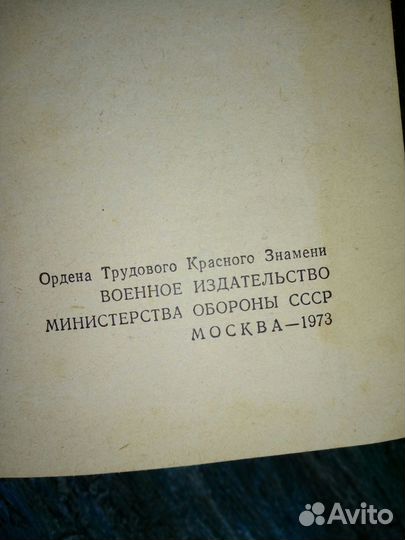 Ордена Трудового Красного Знамени
ВОЕННОЕ ИЗДАТЕЛЬСТВО
МИНИСТЕРСТВА ОБОРОНЫ СССР
МОСКВА—1973
Avito